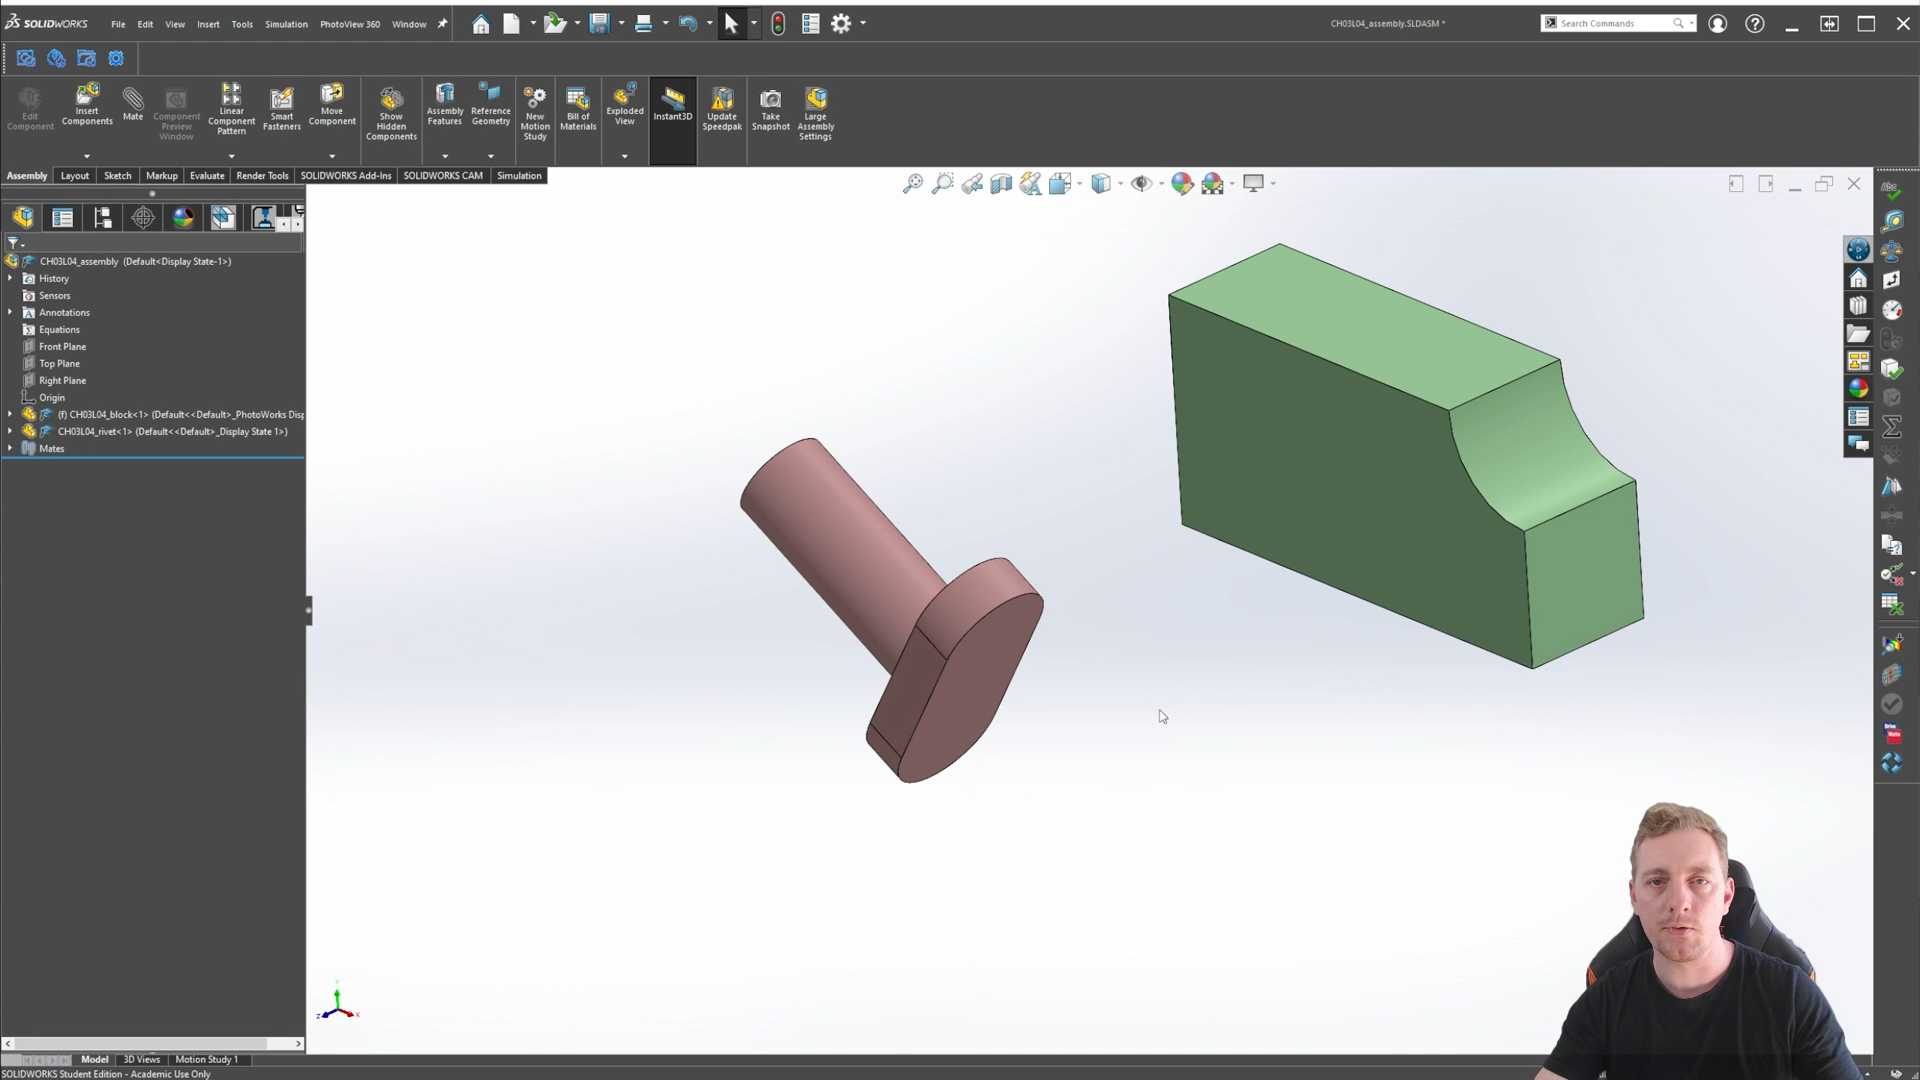 SOLIDWORKS File Edit View Insert Tools Simulation PhotoView 360 Window
CH03L04_assembly.SLDASM *
Search Commands
Edit Component
Insert Components
Mate
Component Preview Window
Linear Component Pattern
Smart Fasteners
Move Component
Show Hidden Components
Assembly Features
Reference Geometry
New Motion Study
Bill of Materials
Exploded View
Instant3D
Update Speedpak
Take Snapshot
Large Assembly Settings
Assembly Layout Sketch Markup Evaluate Render Tools SOLIDWORKS Add-Ins SOLIDWORKS CAM Simulation
CH03L04_assembly (Default<Display State-1>)
History
Sensors
Annotations
Equations
Front Plane
Top Plane
Right Plane
Origin
(f) CH03L04_block<1> (Default<<Default>_PhotoWorks Disp
CH03L04_rivet<1> (Default<<Default>_Display State 1>)
Mates
Y
Z
X
Model 3D Views Motion Study 1
SOLIDWORKS Student Edition - Academic Use Only